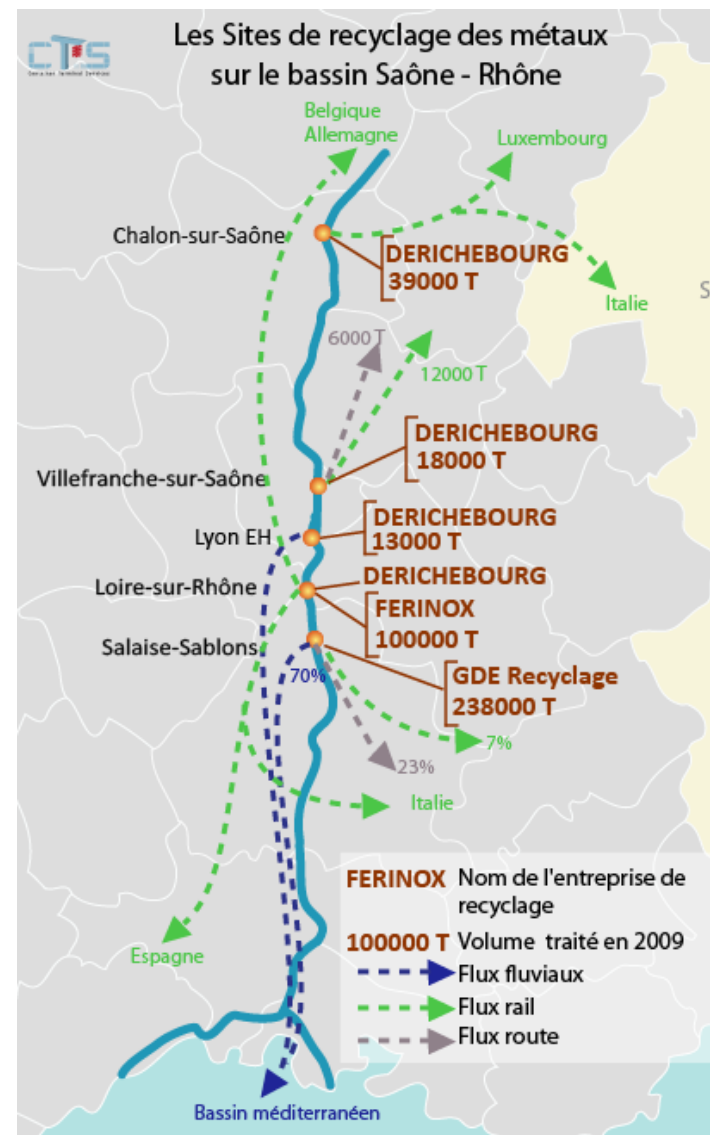 CTS
Container Terminal Services
Les Sites de recyclage des métaux
sur le bassin Saône - Rhône
Belgique
Allemagne
Luxembourg
Chalon-sur-Saône
DERICHEBOURG
39000 T
Italie
S
6000 T
12000 T
DERICHEBOURG
18000 T
Villefranche-sur-Saône
DERICHEBOURG
13000 T
Lyon EH
DERICHEBOURG
Loire-sur-Rhône
FERINOX
100000 T
Salaise-Sablons
GDE Recyclage
238000 T
70%
7%
23%
Italie
FERINOX Nom de l'entreprise de
recyclage
100000 T Volume traité en 2009
Espagne
Flux fluviaux
Flux rail
Flux route
Bassin méditerranéen